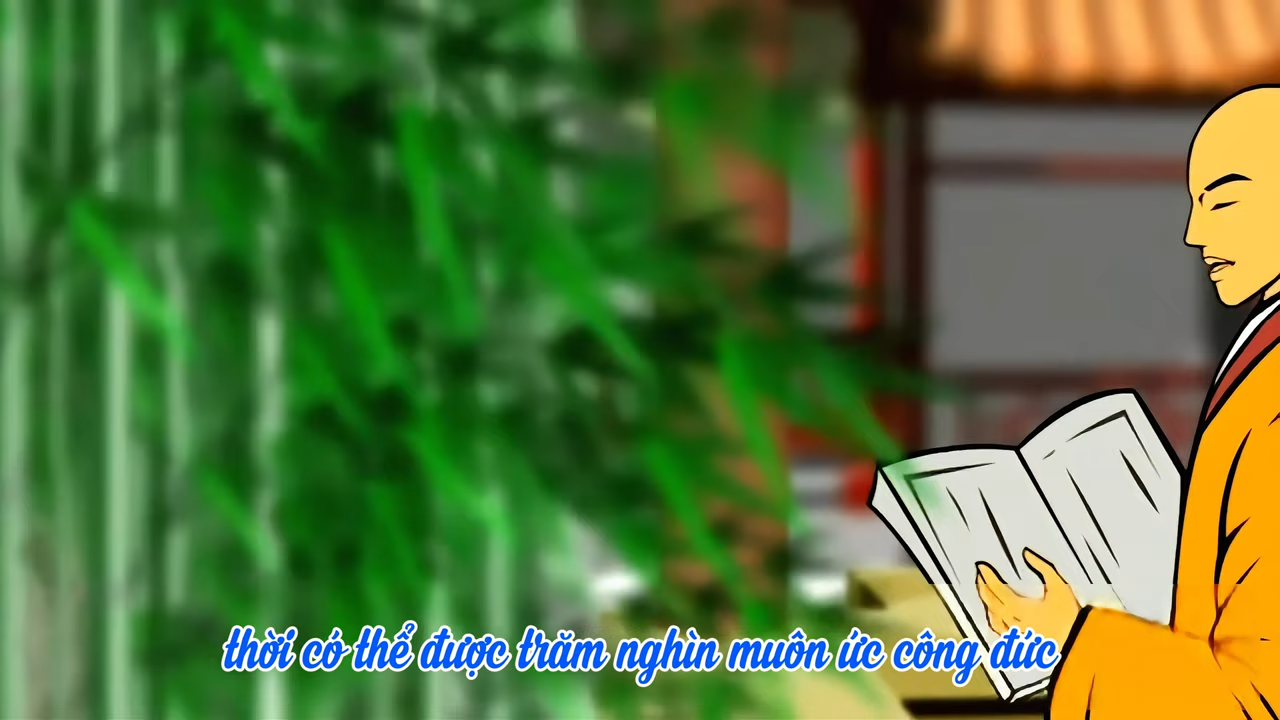 thời có thể được trăm nghìn muôn ức công đức